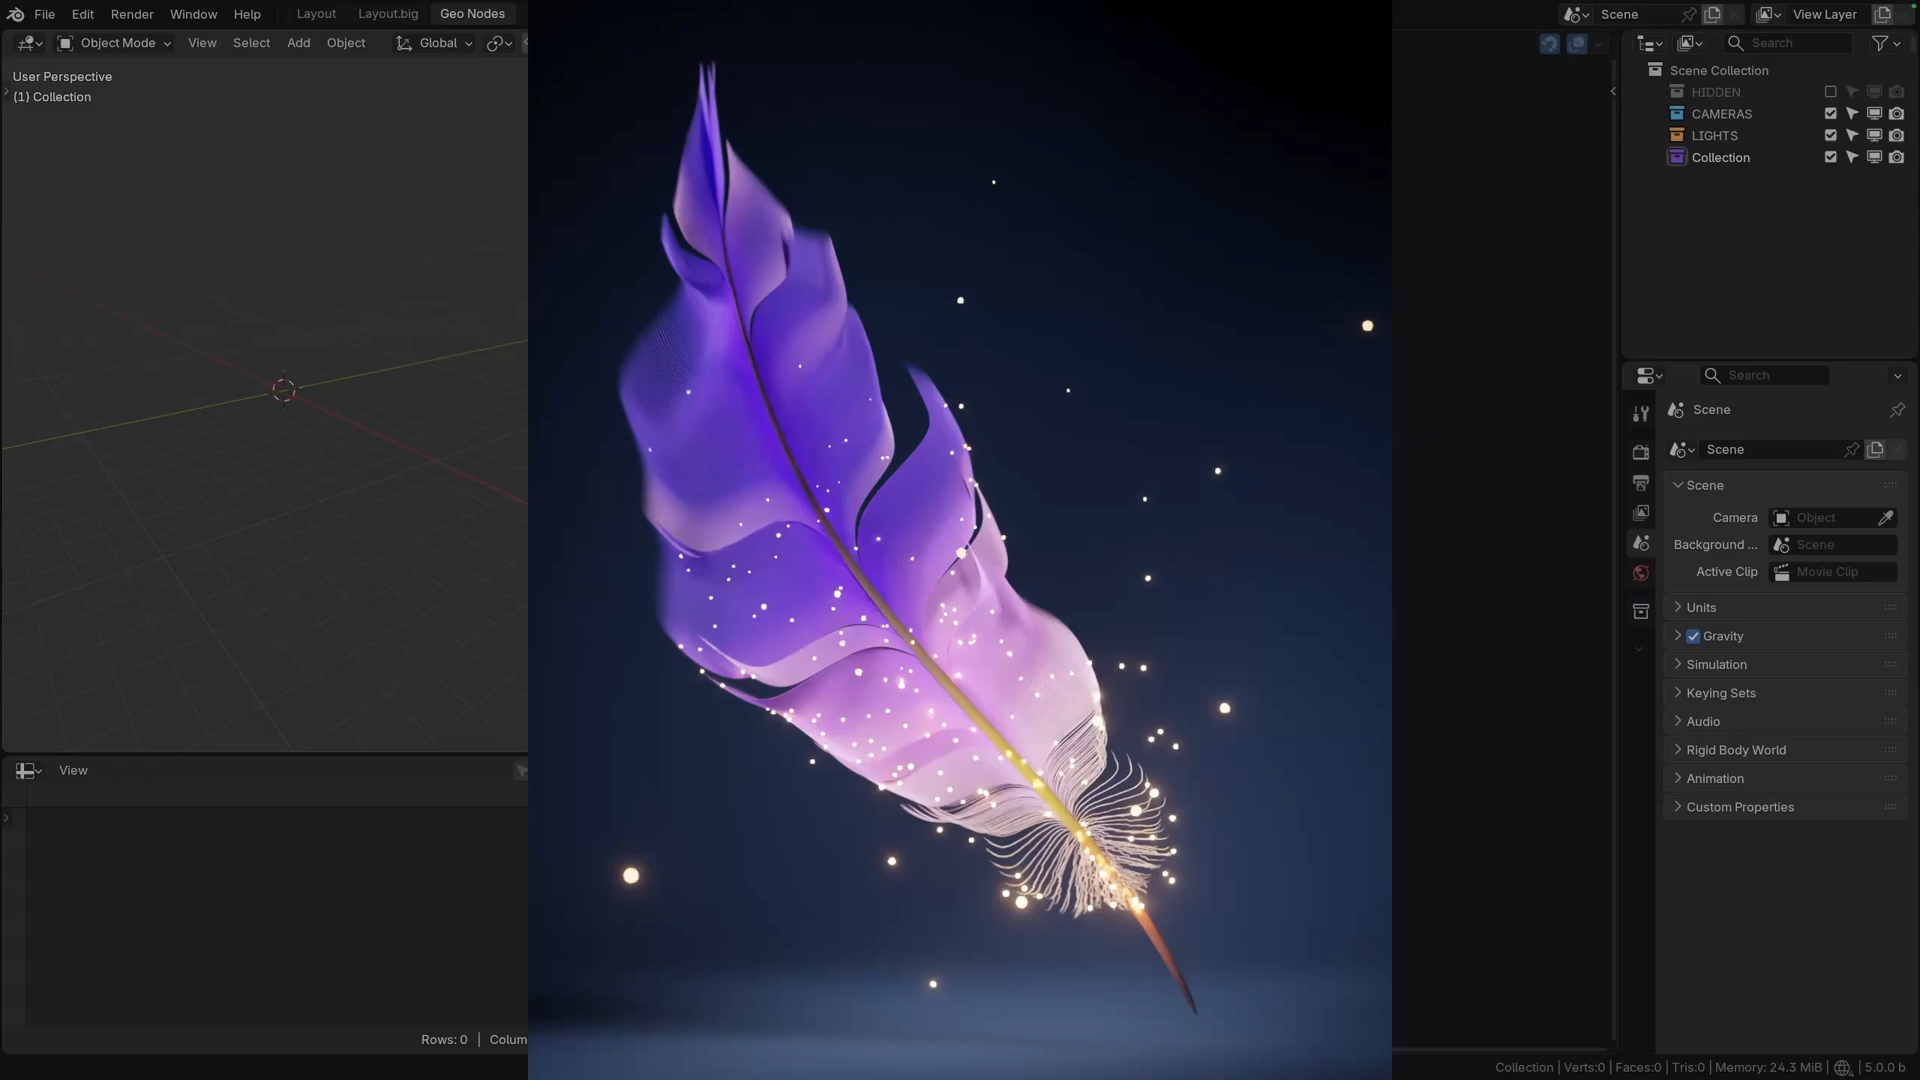 File Edit Render Window Help Layout Layout.big Geo Nodes Scene View Layer
Object Mode View Select Add Object Global Search
User Perspective
(1) Collection
Scene Collection
HIDDEN
CAMERAS
LIGHTS
Collection
Search
Scene
Scene
Scene
Camera Object
Background ... Scene
Active Clip Movie Clip
Units
Gravity
Simulation
Keying Sets
Audio
Rigid Body World
Animation
Custom Properties
View
Rows: 0 | Colum
Collection | Verts:0 | Faces:0 | Tris:0 | Memory: 24.3 MiB | 5.0.0 b